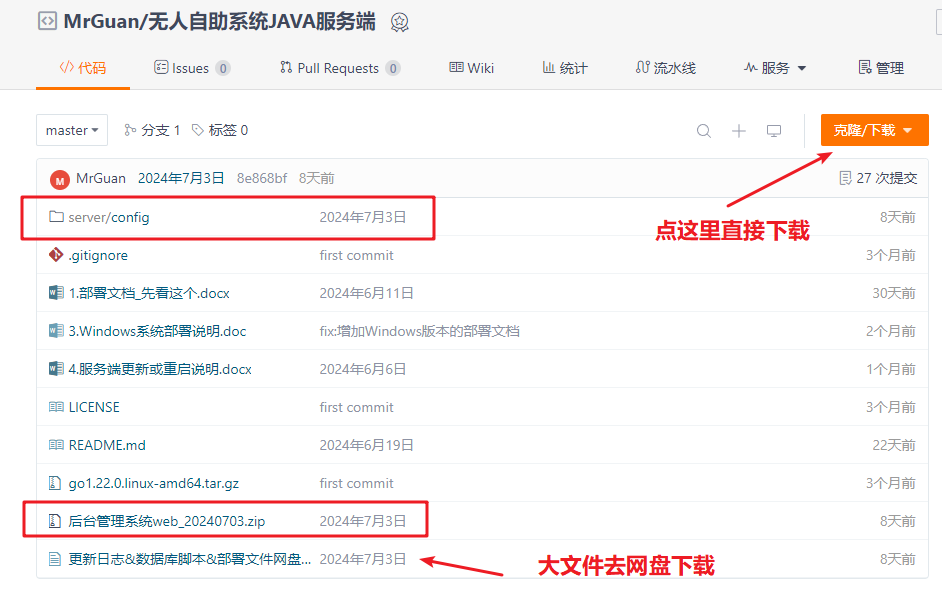 MrGuan/无人自助系统JAVA服务端
代码 Issues 0 Pull Requests 0 Wiki 统计 流水线 服务 管理
master 分支 1 标签 0 克隆/下载
M MrGuan 2024年7月3日 8e868bf 8天前 27 次提交
server/config 2024年7月3日 8天前
点这里直接下载
.gitignore first commit 3个月前
1.部署文档_先看这个.docx 2024年6月11日 30天前
3.Windows系统部署说明.doc fix:增加Windows版本的部署文档 2个月前
4.服务端更新或重启说明.docx 2024年6月6日 1个月前
LICENSE first commit 3个月前
README.md 2024年6月19日 22天前
go1.22.0.linux-amd64.tar.gz first commit 3个月前
后台管理系统web_20240703.zip 2024年7月3日 8天前
更新日志&数据库脚本&部署文件网盘... 2024年7月3日 8天前
大文件去网盘下载